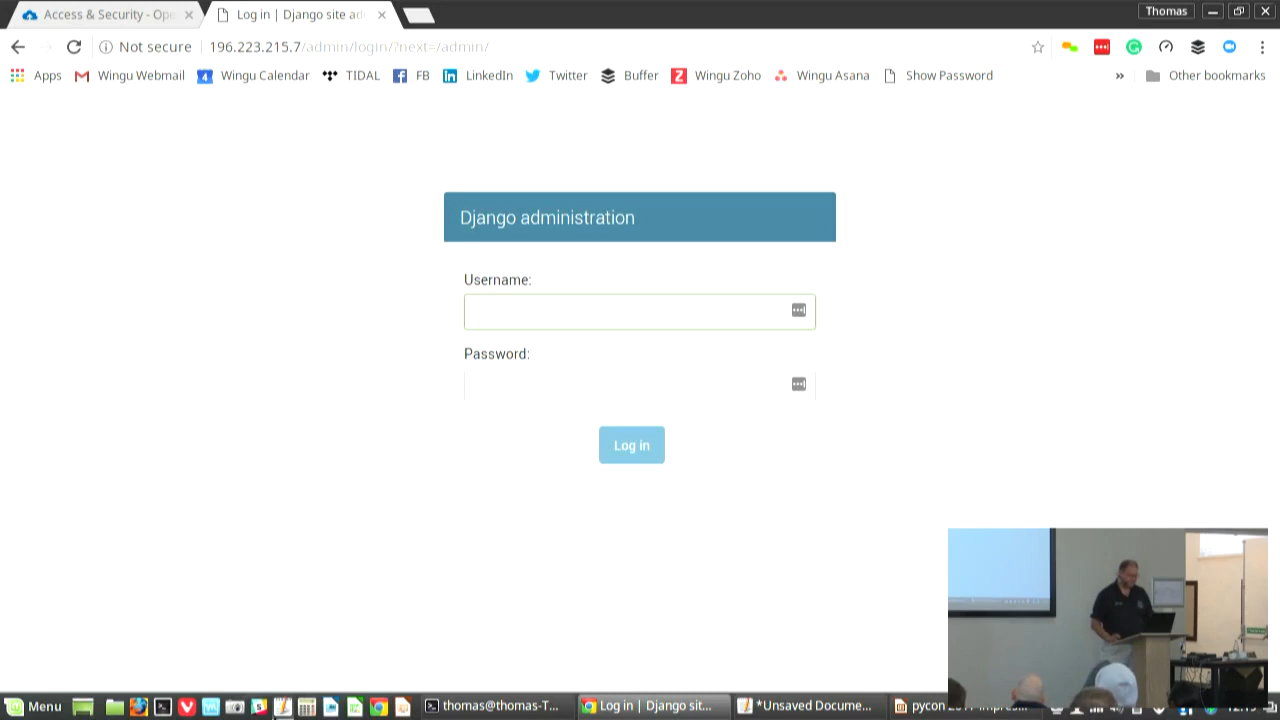 Access & Security - Ope
Log in | Django site ad
Thomas
Not secure
196.223.215.7/admin/login/?next=/admin/
Apps
Wingu Webmail
4
Wingu Calendar
TIDAL
FB
LinkedIn
Twitter
Buffer
Wingu Zoho
Wingu Asana
Show Password
»
Other bookmarks
Django administration
Username:
Password:
Log in
Menu
thomas@thomas-T...
Log in | Django sit...
*Unsaved Docume...